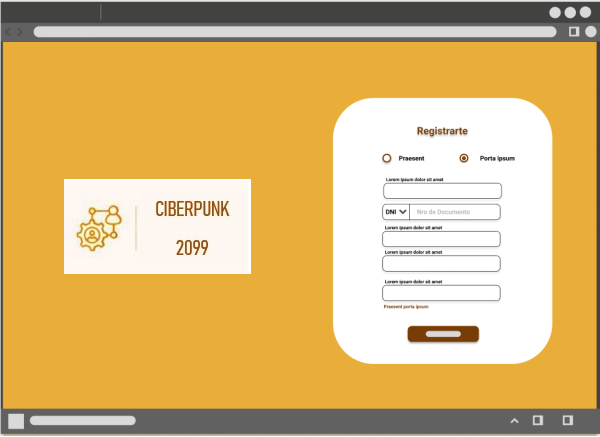 CIBERPUNK
2099
Registrarte
Praesent
Porta ipsum
Lorem ipsum dolor sit amet
DNI
Nro de Documento
Lorem ipsum dolor sit amet
Lorem ipsum dolor sit amet
Lorem ipsum dolor sit amet
Praesent porta ipsum